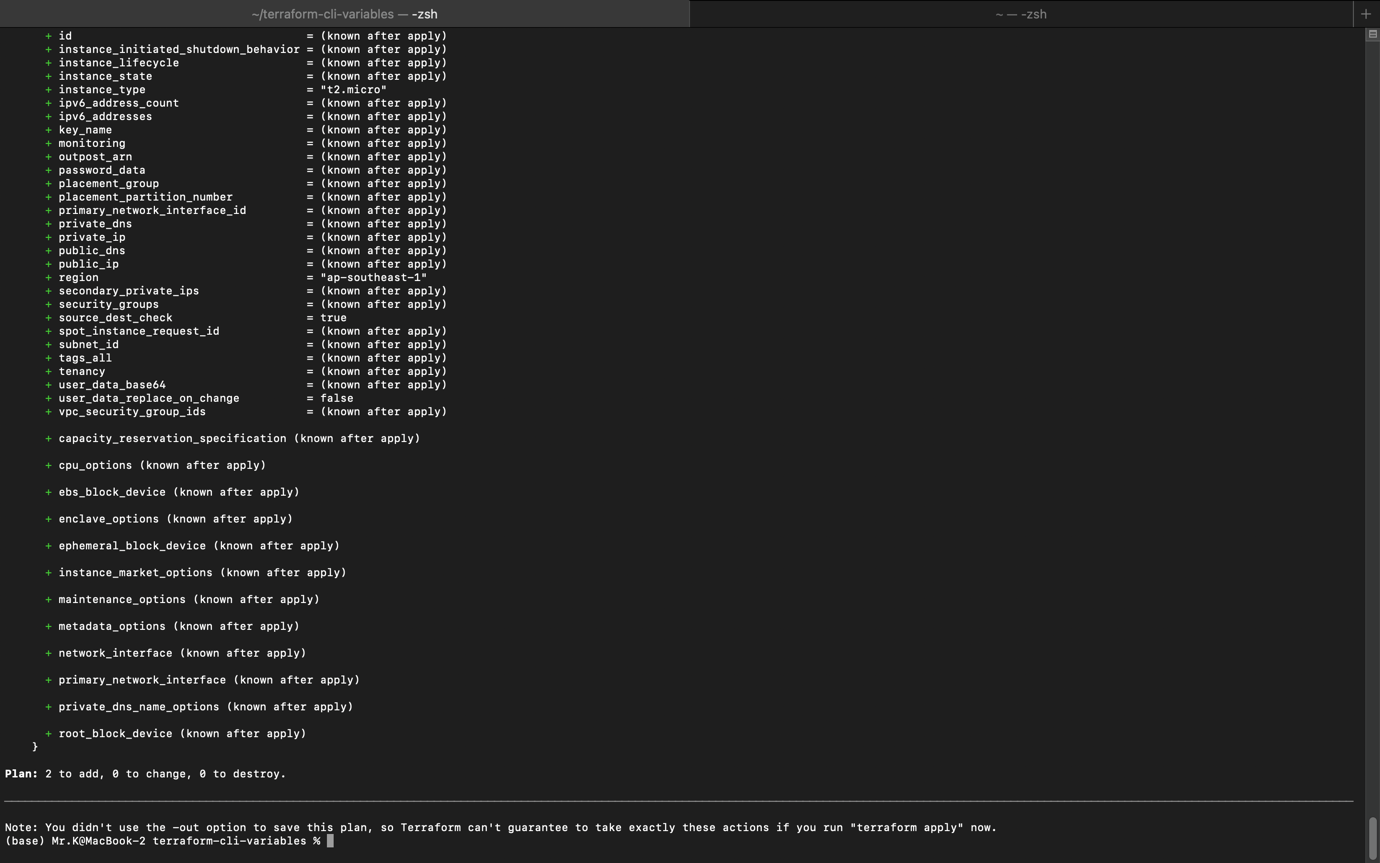 ~/terraform-cli-variables — -zsh
~ — -zsh
+ id = (known after apply)
+ instance_initiated_shutdown_behavior = (known after apply)
+ instance_lifecycle = (known after apply)
+ instance_state = (known after apply)
+ instance_type = "t2.micro"
+ ipv6_address_count = (known after apply)
+ ipv6_addresses = (known after apply)
+ key_name = (known after apply)
+ monitoring = (known after apply)
+ outpost_arn = (known after apply)
+ password_data = (known after apply)
+ placement_group = (known after apply)
+ placement_partition_number = (known after apply)
+ primary_network_interface_id = (known after apply)
+ private_dns = (known after apply)
+ private_ip = (known after apply)
+ public_dns = (known after apply)
+ public_ip = (known after apply)
+ region = "ap-southeast-1"
+ secondary_private_ips = (known after apply)
+ security_groups = (known after apply)
+ source_dest_check = true
+ spot_instance_request_id = (known after apply)
+ subnet_id = (known after apply)
+ tags_all = (known after apply)
+ tenancy = (known after apply)
+ user_data_base64 = (known after apply)
+ user_data_replace_on_change = false
+ vpc_security_group_ids = (known after apply)
+ capacity_reservation_specification (known after apply)
+ cpu_options (known after apply)
+ ebs_block_device (known after apply)
+ enclave_options (known after apply)
+ ephemeral_block_device (known after apply)
+ instance_market_options (known after apply)
+ maintenance_options (known after apply)
+ metadata_options (known after apply)
+ network_interface (known after apply)
+ primary_network_interface (known after apply)
+ private_dns_name_options (known after apply)
+ root_block_device (known after apply)
}
Plan: 2 to add, 0 to change, 0 to destroy.
Note: You didn't use the -out option to save this plan, so Terraform can't guarantee to take exactly these actions if you run "terraform apply" now.
(base) Mr.K@MacBook-2 terraform-cli-variables %